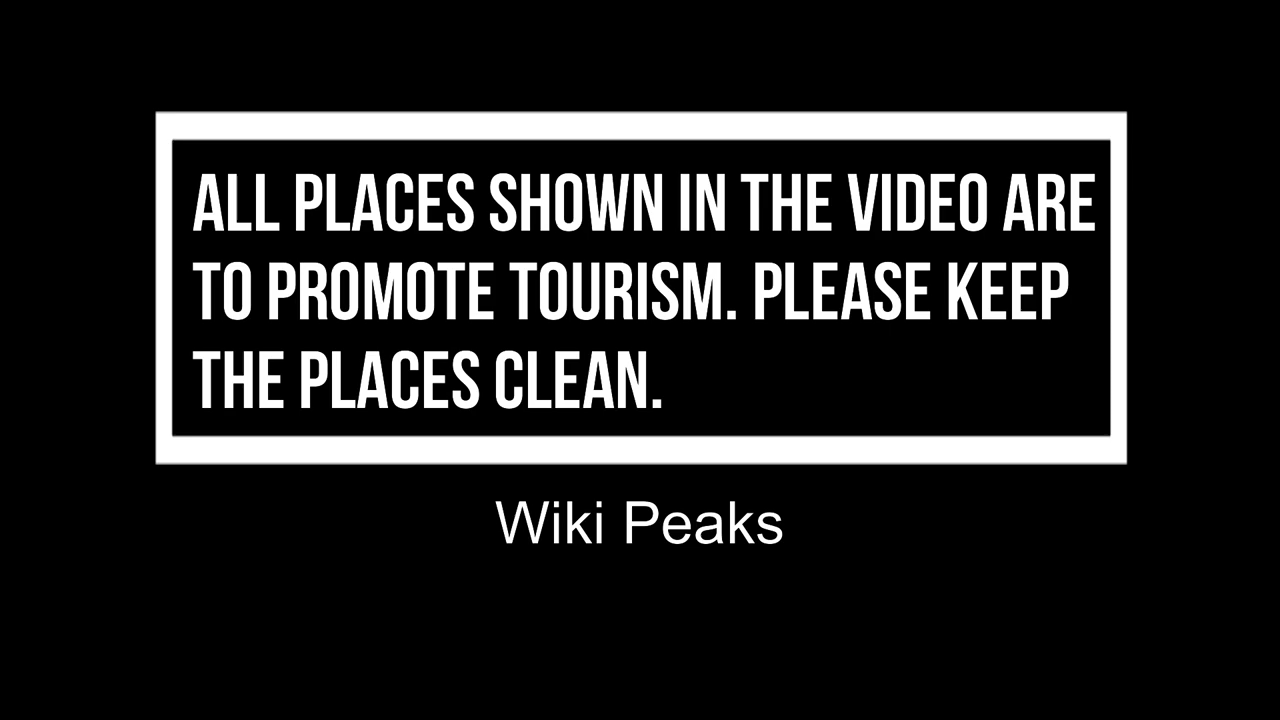 ALL PLACES SHOWN IN THE VIDEO ARE
TO PROMOTE TOURISM. PLEASE KEEP
THE PLACES CLEAN.
Wiki Peaks